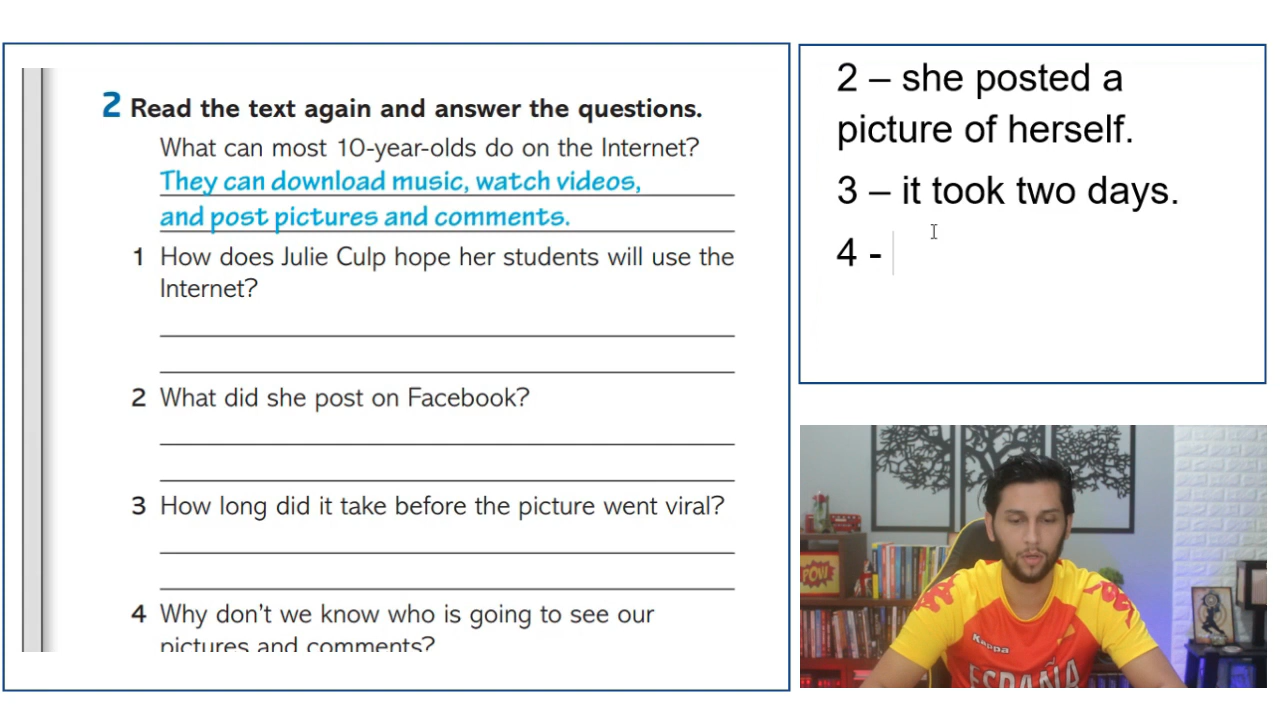 2 Read the text again and answer the questions.
What can most 10-year-olds do on the Internet?
They can download music, watch videos,
and post pictures and comments.
1 How does Julie Culp hope her students will use the
Internet?
2 What did she post on Facebook?
3 How long did it take before the picture went viral?
4 Why don't we know who is going to see our
pictures and comments?
2 – she posted a
picture of herself.
3 – it took two days.
4 -
POW!
Kappa
ESPAÑA